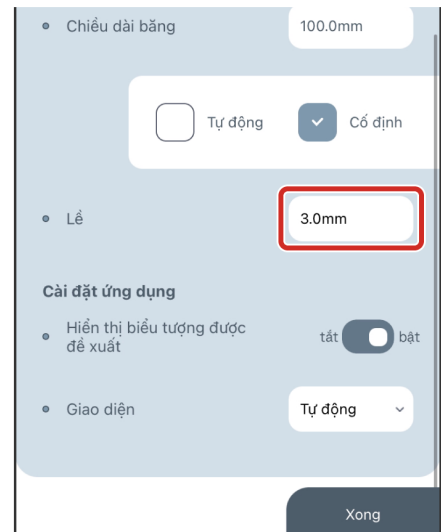 Chiều dài băng
100.0mm
Tự động
Cố định
Lề
3.0mm
Cài đặt ứng dụng
Hiển thị biểu tượng được
đề xuất
tắt
bật
Giao diện
Tự động
Xong